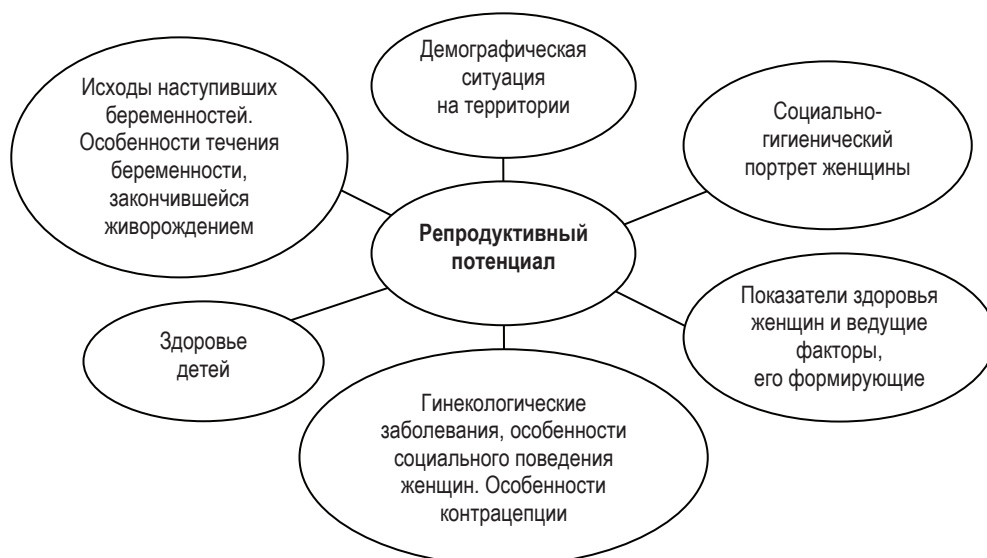 Демографическая
ситуация
на территории
Исходы наступивших
беременностей.
Особенности течения
беременности,
закончившейся
живорождением
Социально-
гигиенический
портрет женщины
Репродуктивный
потенциал
Здоровье
детей
Показатели здоровья
женщин и ведущие
факторы,
его формирующие
Гинекологические
заболевания, особенности
социального поведения
женщин. Особенности
контрацепции